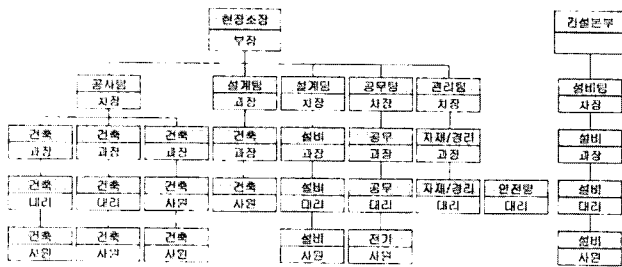 현장소장 건설본부
부장
공사팀 설계팀 설계팀 공무팀 관리팀 설비팀
차장 과장 차장 차장 차장 차장
건축 건축 건축 건축 설비 공무 자재/경리 설비
과장 과장 과장 과장 과장 과장 과장 과장
건축 건축 건축 건축 설비 공무 자재/경리 설비
대리 대리 사원 사원 대리 대리 대리 대리 대리
건축 건축 건축 설비 전기 설비
사원 사원 사원 사원 사원 사원